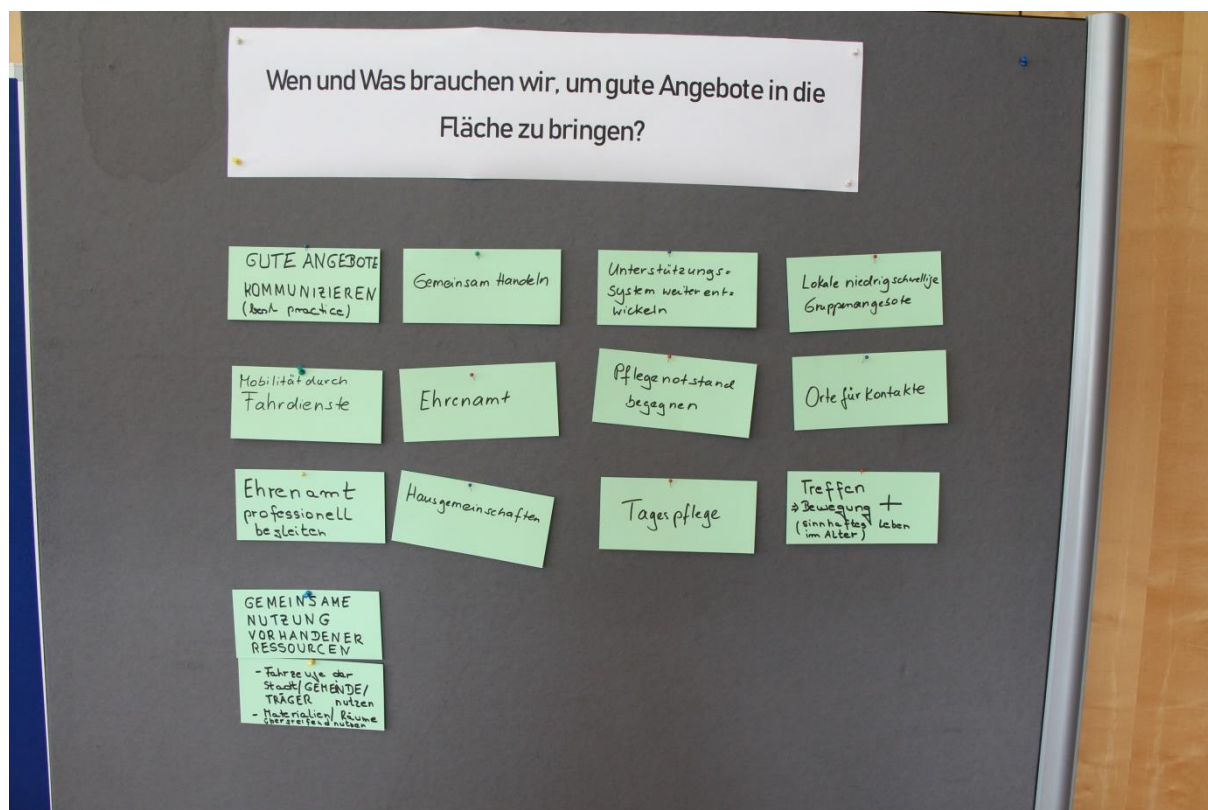 Wen und Was brauchen wir, um gute Angebote in die
Fläche zu bringen?
GUTE ANGEBOTE
KOMMUNIZIEREN
(best practice)
Gemeinsam Handeln
Unterstützungs-
System weiter ent-
wickeln
Lokale niedrigschwellige
Gruppenangebote
Mobilität durch
Fahrdienste
Ehrenamt
Pflegenotstand
begegnen
Orte für Kontakte
Ehrenamt
professionell
begleiten
Hausgemeinschaften
Tagespflege
Treffen
⇒ Bewegung +
(sinnhaftes Leben
im Alter)
GEMEINSAME
NUTZUNG
VORHANDENER
RESSOURCEN
- Fahrzeuge der
Stadt/GEMEINDE/
TRÄGER nutzen
- Materialien/Räume
übergreifend nutzen